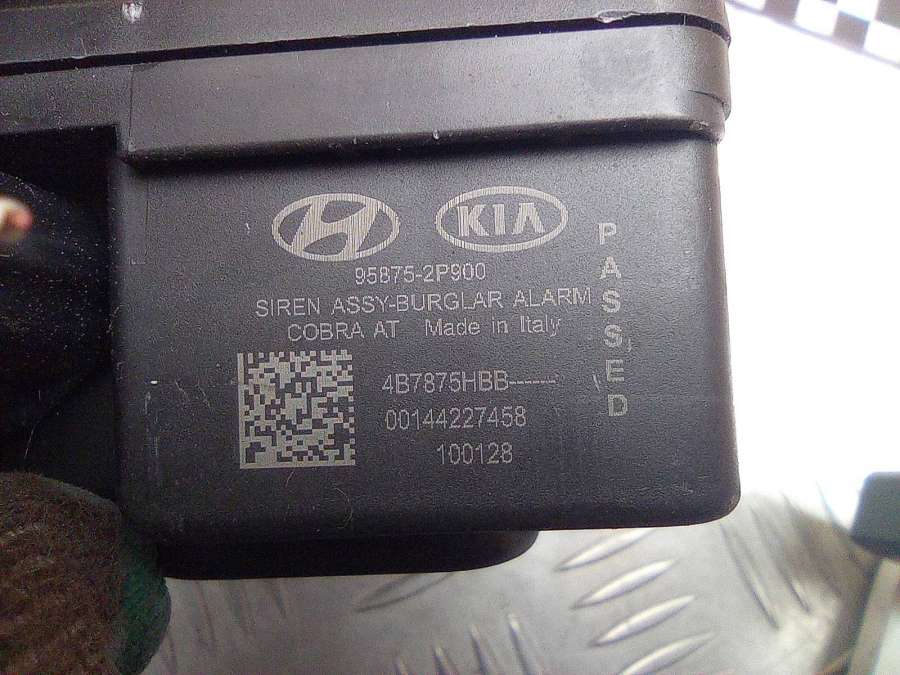 KIA
95875-2P900
SIREN ASSY-BURGLAR ALARM
COBRA AT Made in Italy
4B7875HBB------
00144227458
100128
PASSED